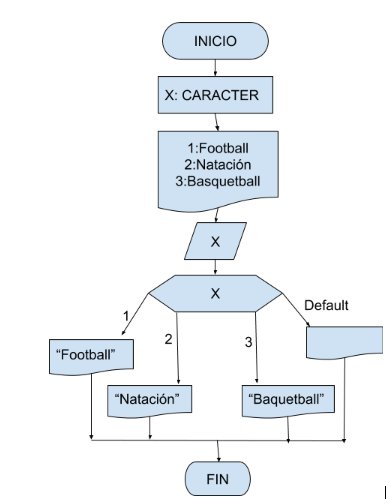 INICIO
X: CARACTER
1:Football
2:Natación
3:Basquetball
X
X
1
2
3
Default
“Football”
“Natación”
“Baquetball”
FIN